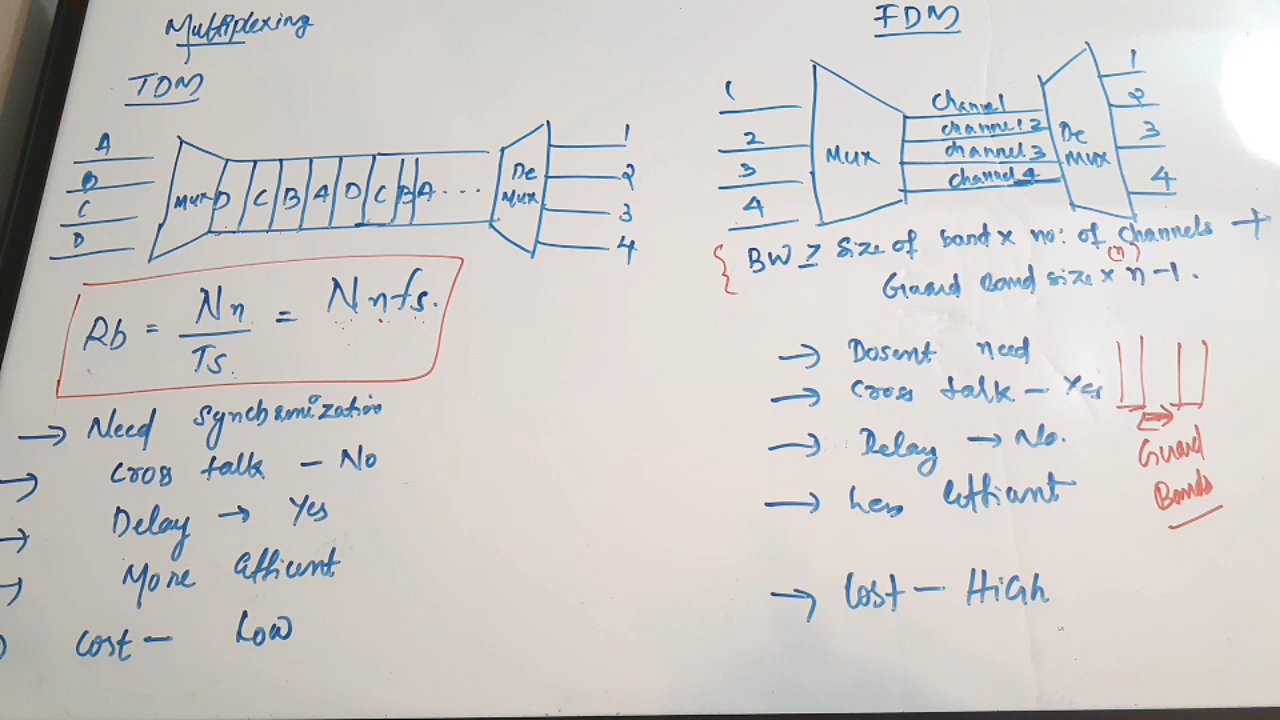 Multiplexing
TDM
A
B
C
D
Mux D C B A D C B A ....
De
Mux
1
2
3
4
Rb = Nn / Ts = Nnfs.
Need Synchronization
Cross talk - No
Delay → Yes
More efficient
Cost - Low
FDM
1
2
3
4
Mux
Channel
channel 2
channel 3
channel 4
De
Mux
1
2
3
4
BW ≥ Size of band x no: of channels +
(n)
Guard Band size x n-1.
→ Dosent need
→ Cross talk - Yes
→ Delay → No.
→ Less efficient
→ Cost - High
Guard
Bands